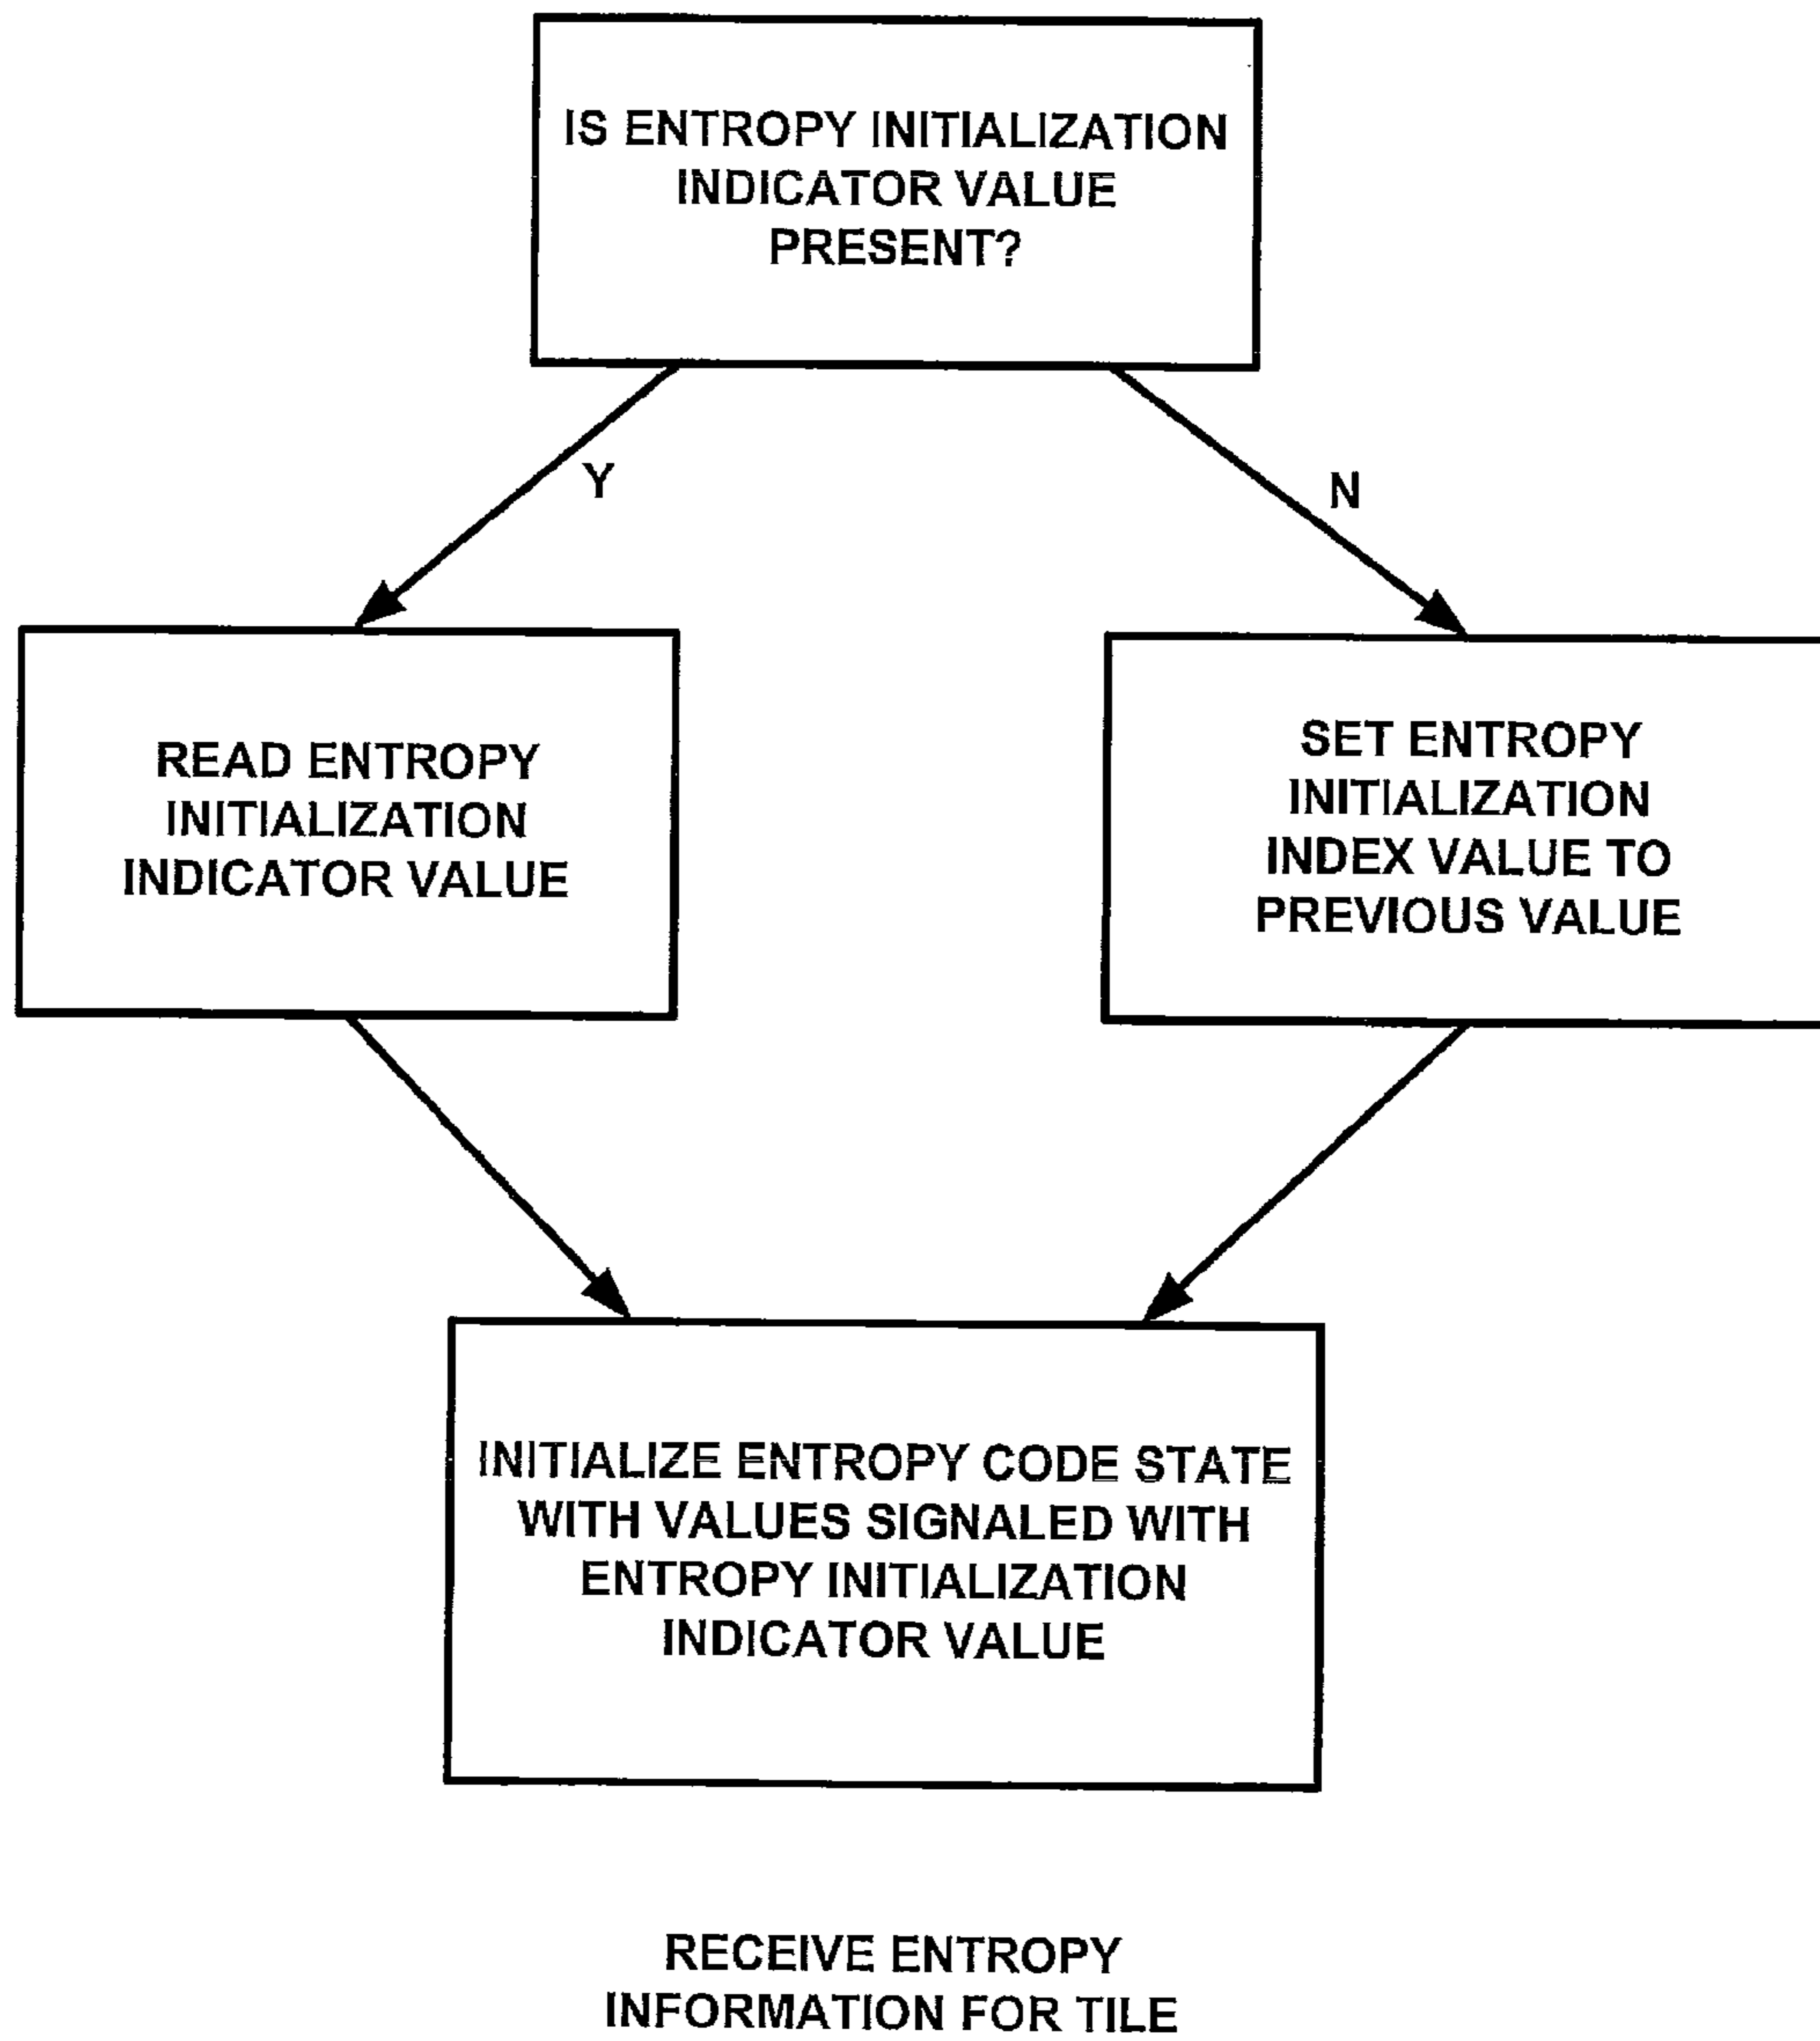 IS ENTROPY INITIALIZATION
INDICATOR VALUE
PRESENT?
Y
N
READ ENTROPY
INITIALIZATION
INDICATOR VALUE
SET ENTROPY
INITIALIZATION
INDEX VALUE TO
PREVIOUS VALUE
INITIALIZE ENTROPY CODE STATE
WITH VALUES SIGNALED WITH
ENTROPY INITIALIZATION
INDICATOR VALUE
RECEIVE ENTROPY
INFORMATION FOR TILE